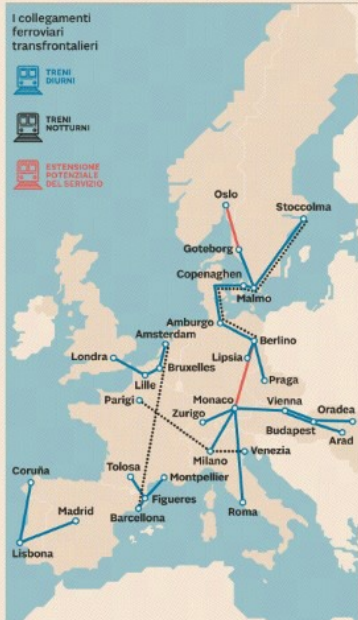 I collegamenti
ferroviari
transfrontalieri
TRENI
DIURNI
TRENI
NOTTURNI
ESTENSIONE
POTENZIALE
DEL SERVIZIO
Oslo
Stoccolma
Goteborg
Copenaghen
Malmo
Amburgo
Berlino
Amsterdam
Londra
Lipsia
Bruxelles
Lille
Praga
Parigi
Monaco
Vienna
Zurigo
Oradea
Budapest
Arad
Milano
Venezia
Coruña
Tolosa
Montpellier
Madrid
Figueres
Roma
Barcellona
Lisbona